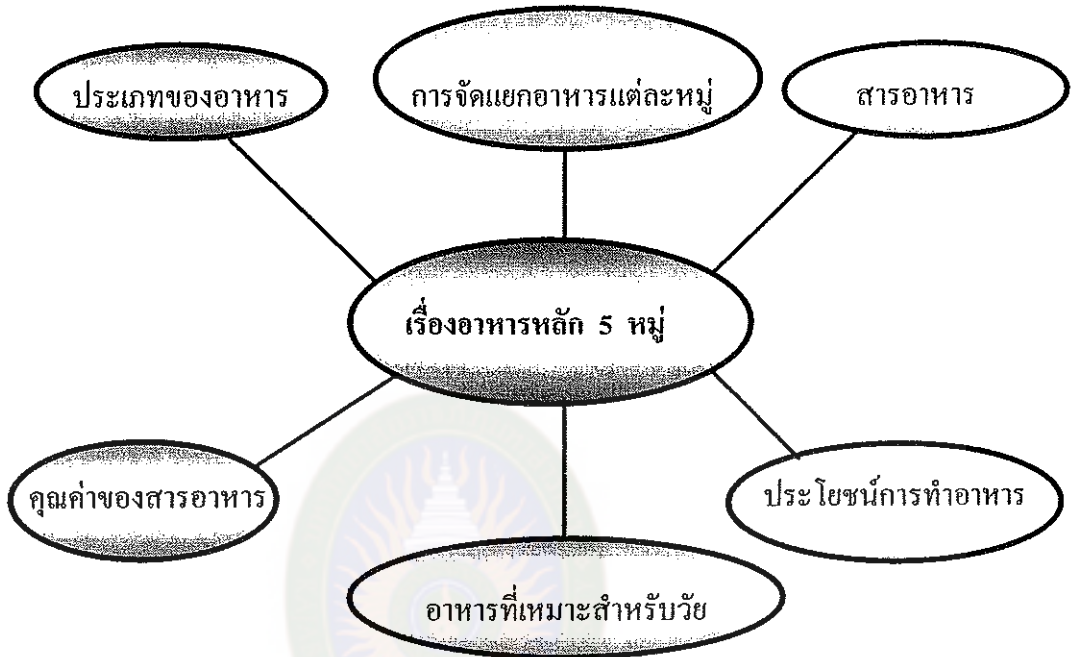 ประเภทของอาหาร
การจัดแยกอาหารแต่ละหมู่
สารอาหาร
เรื่องอาหารหลัก 5 หมู่
คุณค่าของสารอาหาร
ประโยชน์การทำอาหาร
อาหารที่เหมาะสำหรับวัย